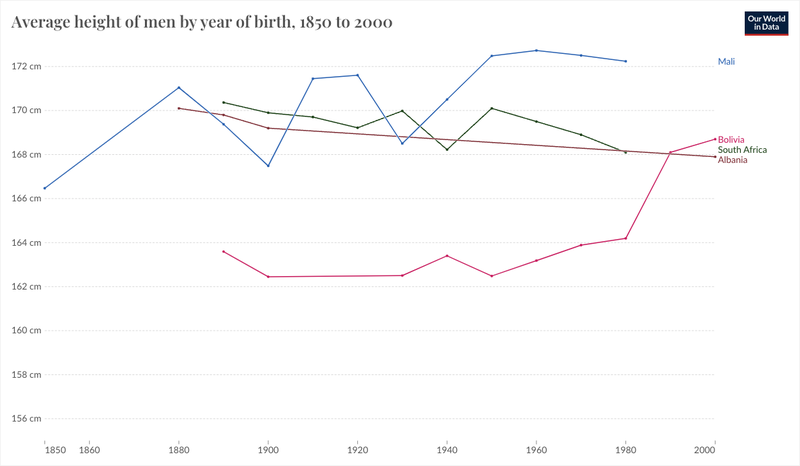 Average height of men by year of birth, 1850 to 2000
Our World
in Data
172 cm
170 cm
168 cm
166 cm
164 cm
162 cm
160 cm
158 cm
156 cm
Mali
Bolivia
South Africa
Albania
1850 1860 1880 1900 1920 1940 1960 1980 2000